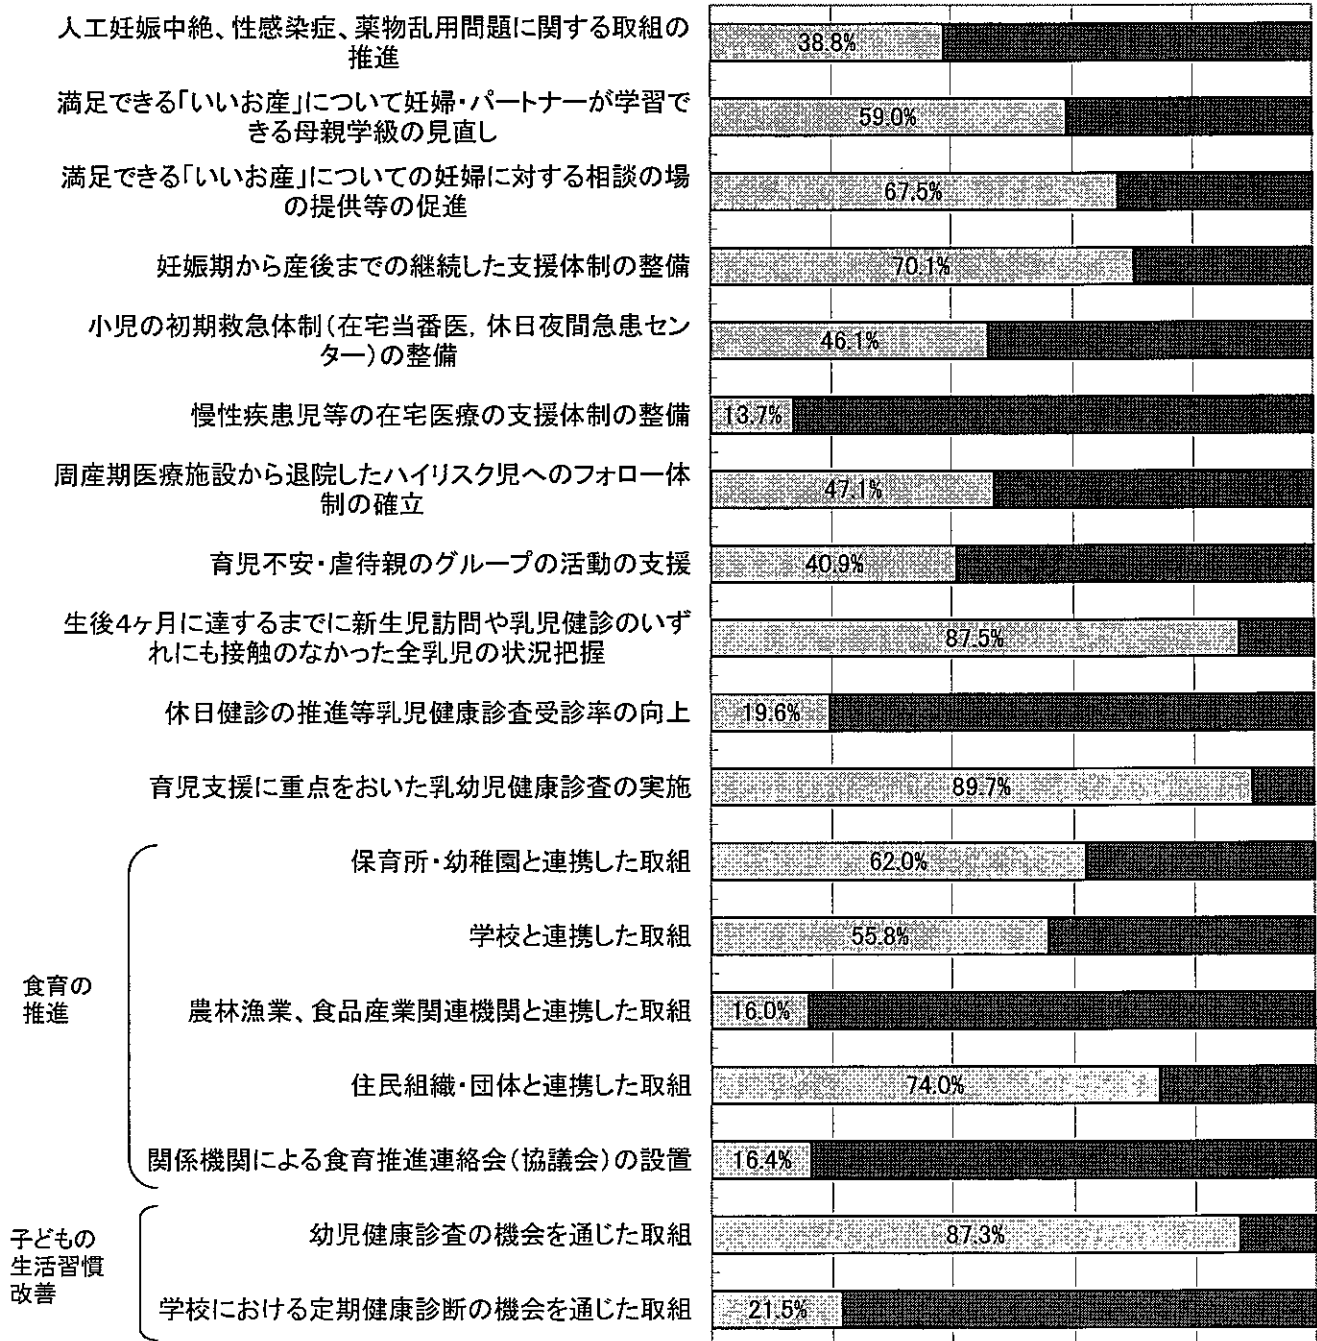 人工妊娠中絶、性感染症、薬物乱用問題に関する取組の
推進
38.8%
満足できる「いいお産」について妊婦・パートナーが学習で
きる母親学級の見直し
59.0%
満足できる「いいお産」についての妊婦に対する相談の場
の提供等の促進
67.5%
妊娠期から産後までの継続した支援体制の整備
70.1%
小児の初期救急体制(在宅当番医, 休日夜間急患セン
ター)の整備
46.1%
慢性疾患児等の在宅医療の支援体制の整備
13.7%
周産期医療施設から退院したハイリスク児へのフォロー体
制の確立
47.1%
育児不安・虐待親のグループの活動の支援
40.9%
生後4ヶ月に達するまでに新生児訪問や乳児健診のいず
れにも接触のなかった全乳児の状況把握
87.5%
休日健診の推進等乳児健康診査受診率の向上
19.6%
育児支援に重点をおいた乳幼児健康診査の実施
89.7%
食育の
推進
保育所・幼稚園と連携した取組
62.0%
学校と連携した取組
55.8%
農林漁業、食品産業関連機関と連携した取組
16.0%
住民組織・団体と連携した取組
74.0%
関係機関による食育推進連絡会(協議会)の設置
16.4%
子どもの
生活習慣
改善
幼児健康診査の機会を通じた取組
87.3%
学校における定期健康診断の機会を通じた取組
21.5%